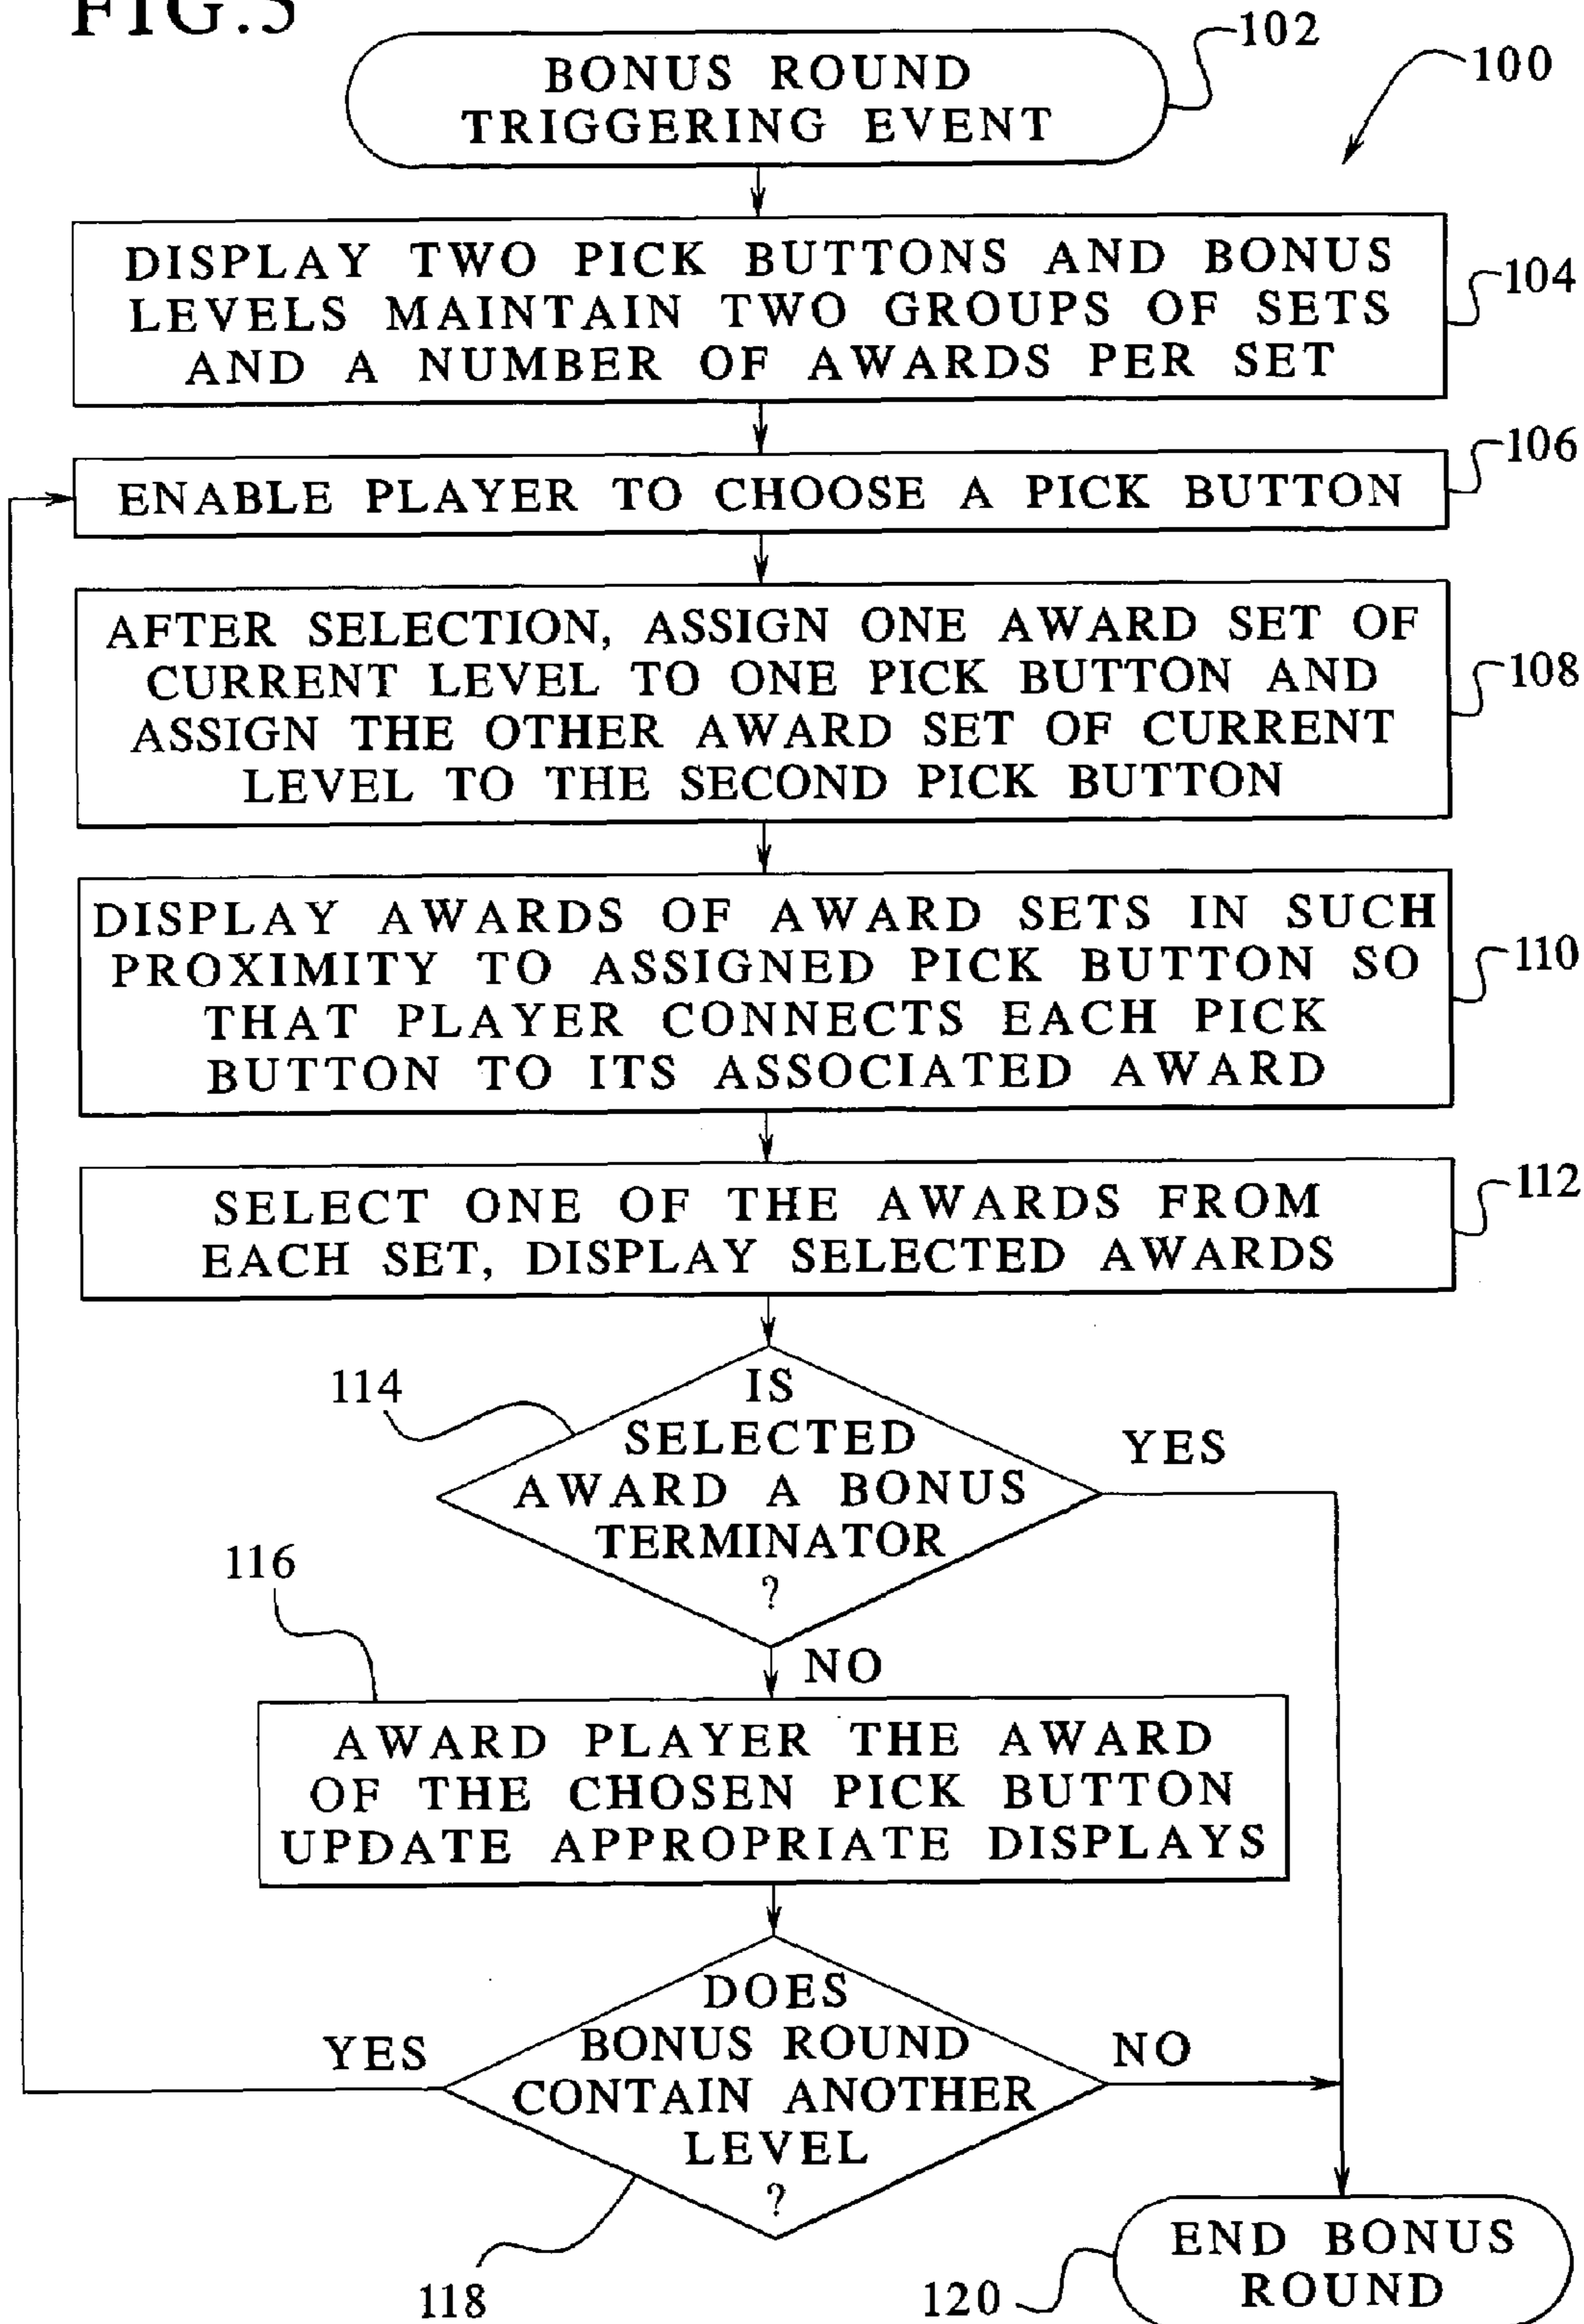 FIG.
102
100
BONUS ROUND
TRIGGERING EVENT
DISPLAY TWO PICK BUTTONS AND BONUS
LEVELS MAINTAIN TWO GROUPS OF SETS
AND A NUMBER OF AWARDS PER SET
104
106
ENABLE PLAYER TO CHOOSE A PICK BUTTON
AFTER SELECTION, ASSIGN ONE AWARD SET OF
CURRENT LEVEL TO ONE PICK BUTTON AND
ASSIGN THE OTHER AWARD SET OF CURRENT
LEVEL TO THE SECOND PICK BUTTON
108
DISPLAY AWARDS OF AWARD SETS IN SUCH
PROXIMITY TO ASSIGNED PICK BUTTON SO
THAT PLAYER CONNECTS EACH PICK
BUTTON TO ITS ASSOCIATED AWARD
110
SELECT ONE OF THE AWARDS FROM
EACH SET, DISPLAY SELECTED AWARDS
112
114
IS
SELECTED
AWARD A BONUS
TERMINATOR
?
YES
NO
116
AWARD PLAYER THE AWARD
OF THE CHOSEN PICK BUTTON
UPDATE APPROPRIATE DISPLAYS
DOES
BONUS ROUND
CONTAIN ANOTHER
LEVEL
?
YES
NO
118
END BONUS
ROUND
120